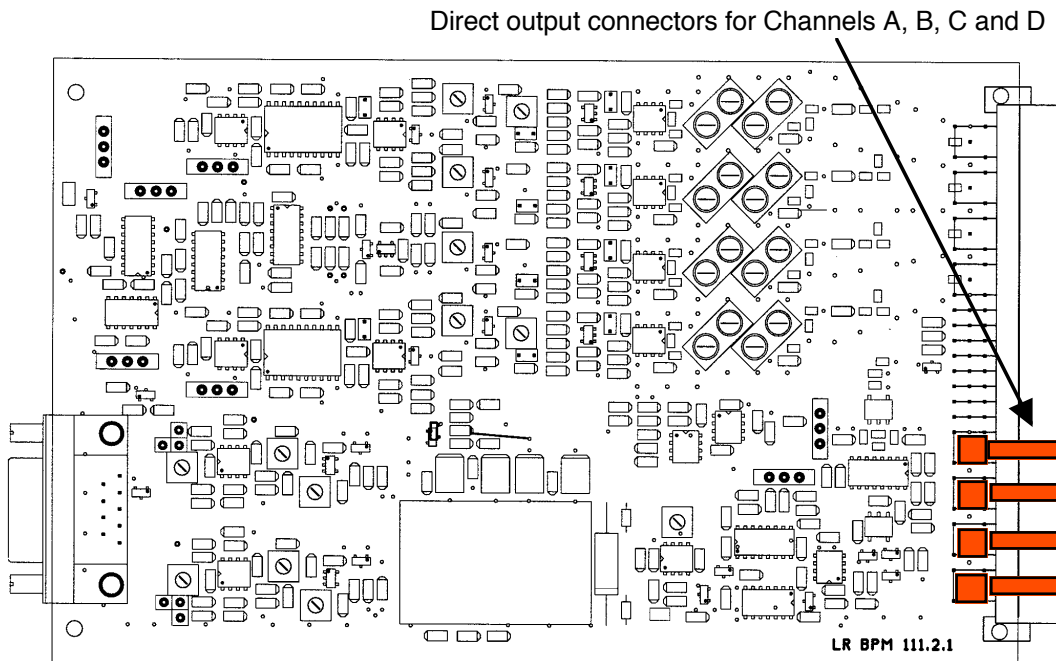 Direct output connectors for Channels A, B, C and D
LR BPM 111.2.1